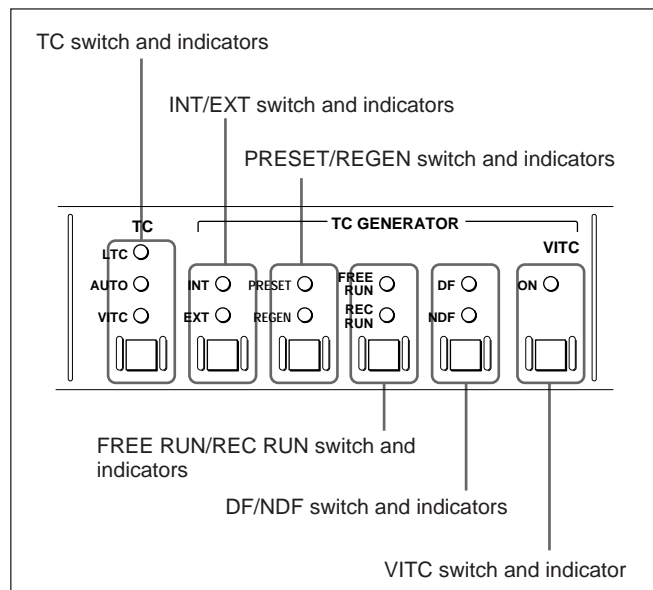 TC switch and indicators
INT/EXT switch and indicators
PRESET/REGEN switch and indicators
TC
TC GENERATOR
VITC
LTC
AUTO
VITC
INT
EXT
PRESET
REGEN
FREE
RUN
REC
RUN
DF
NDF
ON
FREE RUN/REC RUN switch and
indicators
DF/NDF switch and indicators
VITC switch and indicator